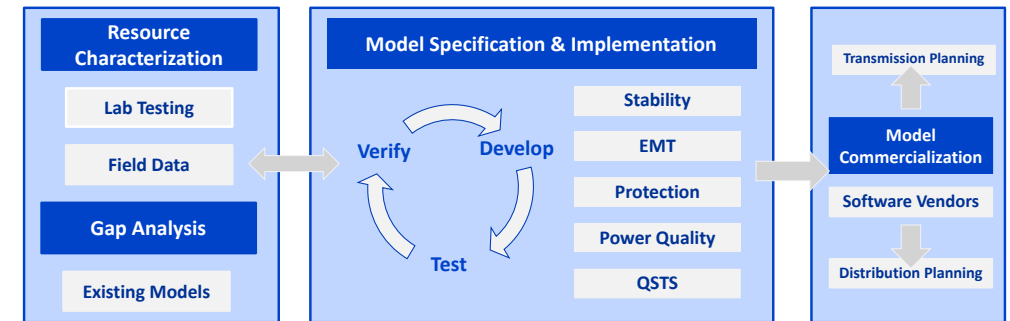 Resource
Characterization
Lab Testing
Field Data
Gap Analysis
Existing Models
Model Specification & Implementation
Verify
Develop
Test
Stability
EMT
Protection
Power Quality
QSTS
Transmission Planning
Model
Commercialization
Software Vendors
Distribution Planning